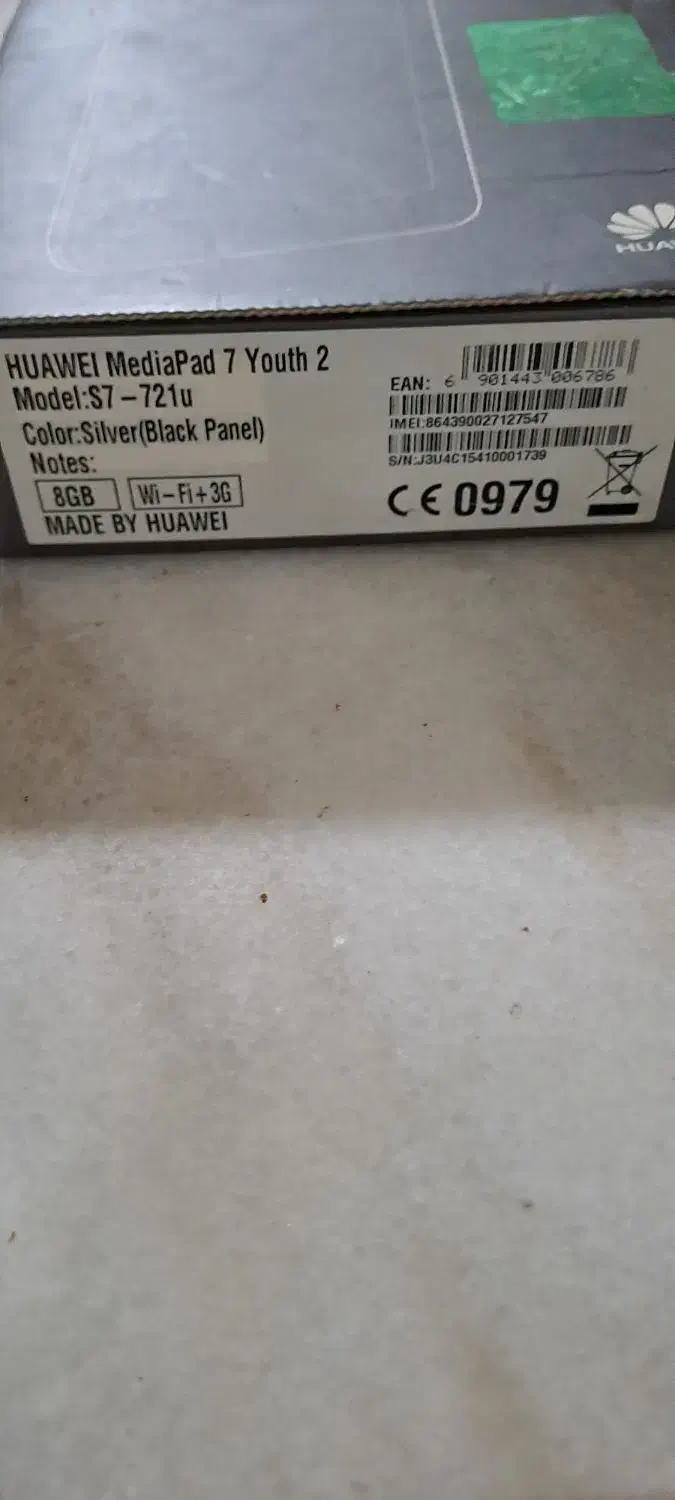 HUAWEI
HUAWEI MediaPad 7 Youth 2
Model:S7-721u
Color:Silver(Black Panel)
Notes:
8GB Wi-Fi+3G
MADE BY HUAWEI
EAN: 6 901443 006786
IMEI:864390027127547
S/N:J3U4C15410001739
CE 0979